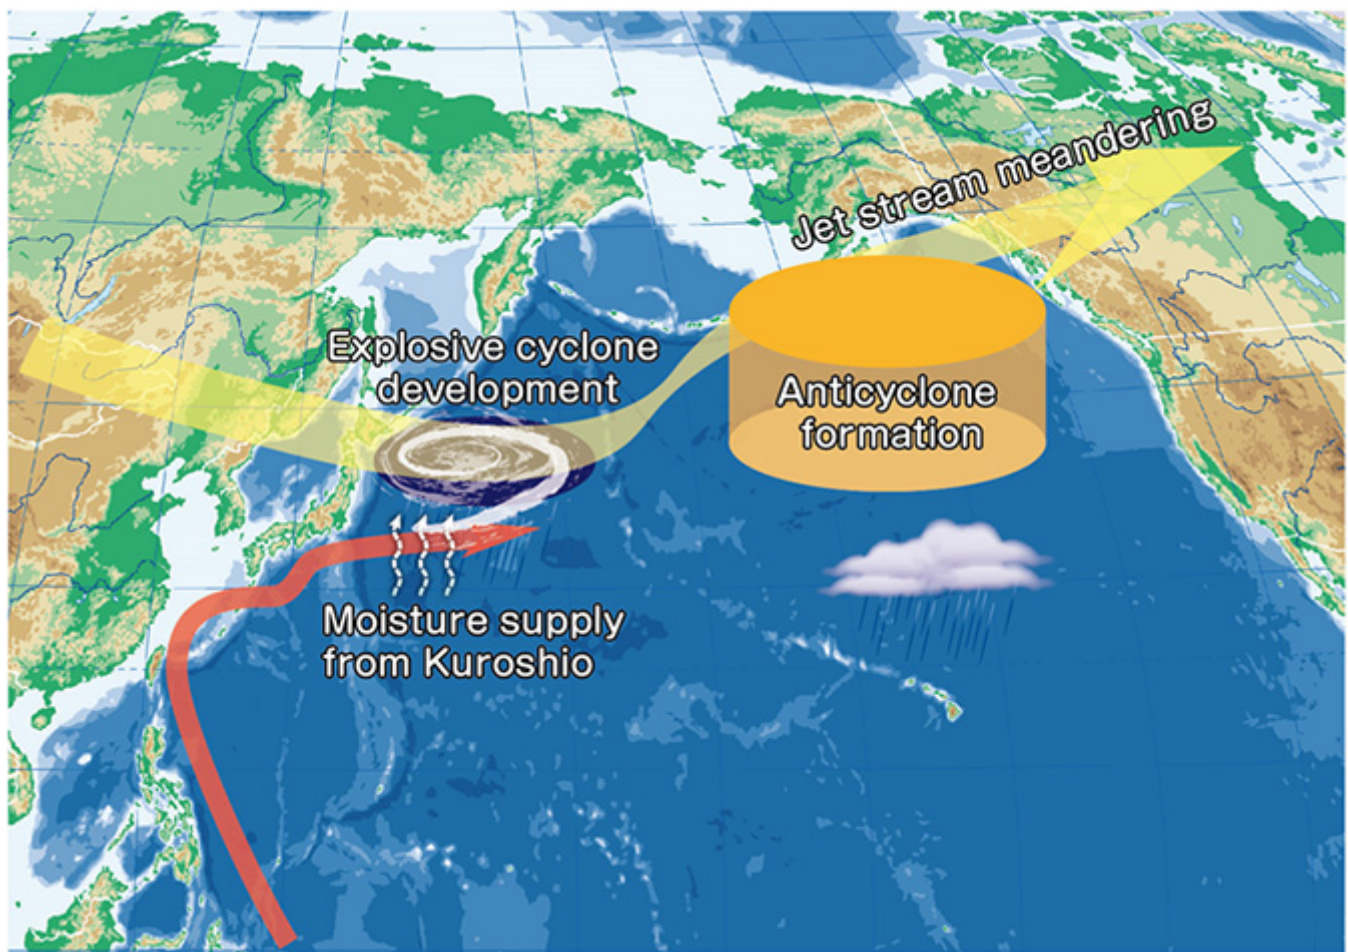 Jet stream meandering
Explosive cyclone
development
Anticyclone
formation
Moisture supply
from Kuroshio